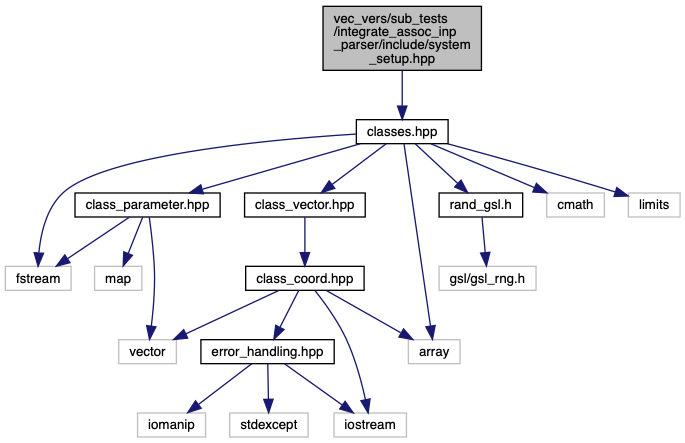 vec_vers/sub_tests
/integrate_assoc_inp
_parser/include/system
_setup.hpp
classes.hpp
class_parameter.hpp
class_vector.hpp
rand_gsl.h
cmath
limits
fstream
map
class_coord.hpp
gsl/gsl_rng.h
vector
error_handling.hpp
array
iomanip
stdexcept
iostream